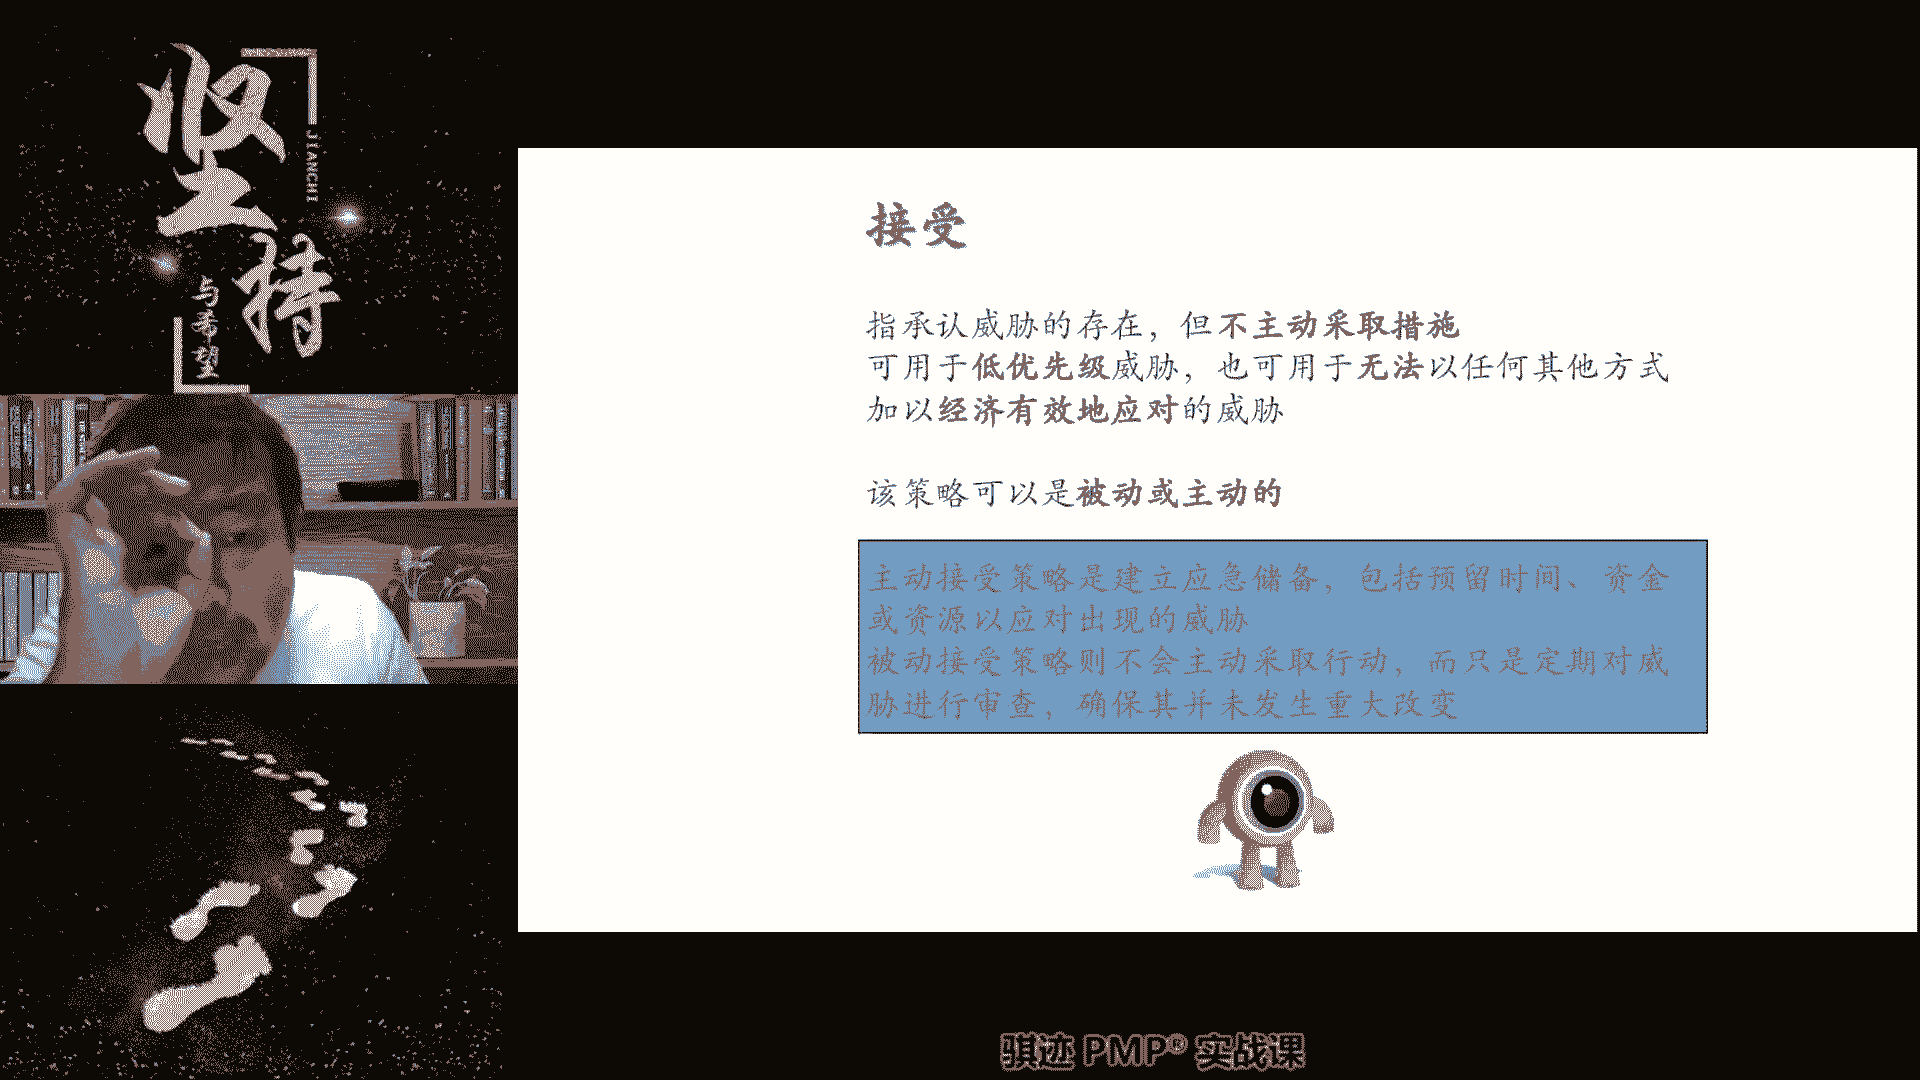 坚持
JIANCHI
与希望
接受
指承认威胁的存在，但不主动采取措施
可用于低优先级威胁，也可用于无法以任何其他方式
加以经济有效地应对的威胁
该策略可以是被动或主动的
主动接受策略是建立应急储备，包括预留时间、资金
或资源以应对出现的威胁
被动接受策略则不会主动采取行动，而只是定期对威
胁进行审查，确保其并未发生重大改变
骐迹 PMP® 实战课